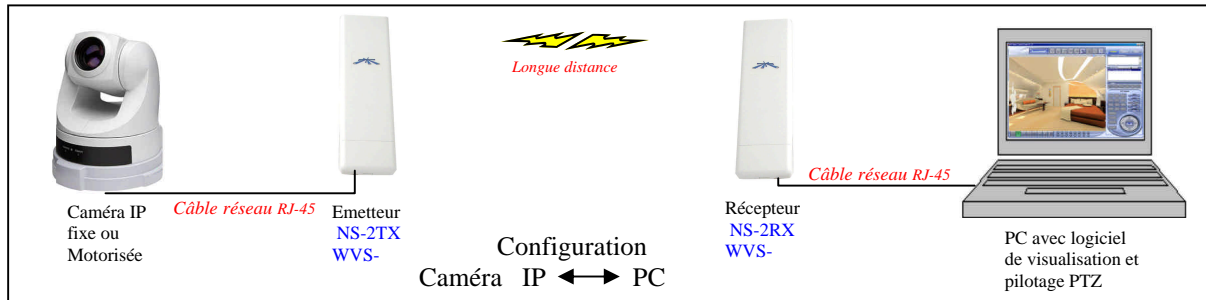 Longue distance
Câble réseau RJ-45
Câble réseau RJ-45
Caméra IP
fixe ou
Motorisée
Emetteur
NS-2TX
WVS-
Configuration
Caméra IP ↔ PC
Récepteur
NS-2RX
WVS-
PC avec logiciel
de visualisation et
pilotage PTZ